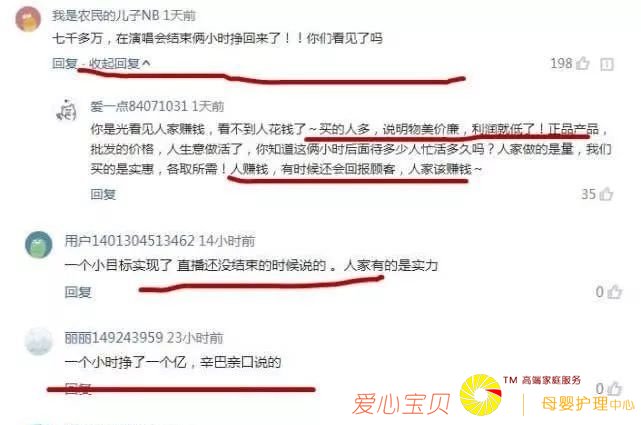 我是农民的儿子NB 1天前
七千多万，在演唱会结束俩小时挣回来了！！你们看见了吗
回复 - 收起回复
198
爱一点84071031 1天前
你是光看见人家赚钱，看不到人花钱了～买的人多，说明物美价廉，利润就低了！正品产品，
批发的价格，人生意做活了，你知道这俩小时后面待多少人忙活多久吗？人家做的是量，我们
买的是实惠，各取所需！人赚钱，有时候还会回报顾客，人家该赚钱～
回复
35
用户1401304513462 14小时前
一个小目标实现了 直播还没结束的时候说的 。人家有的是实力
回复
0
丽丽149243959 23小时前
一个小时挣了一个亿，辛巴亲口说的
回复
0
爱心宝贝
TM 高端家庭服务
母婴护理中心